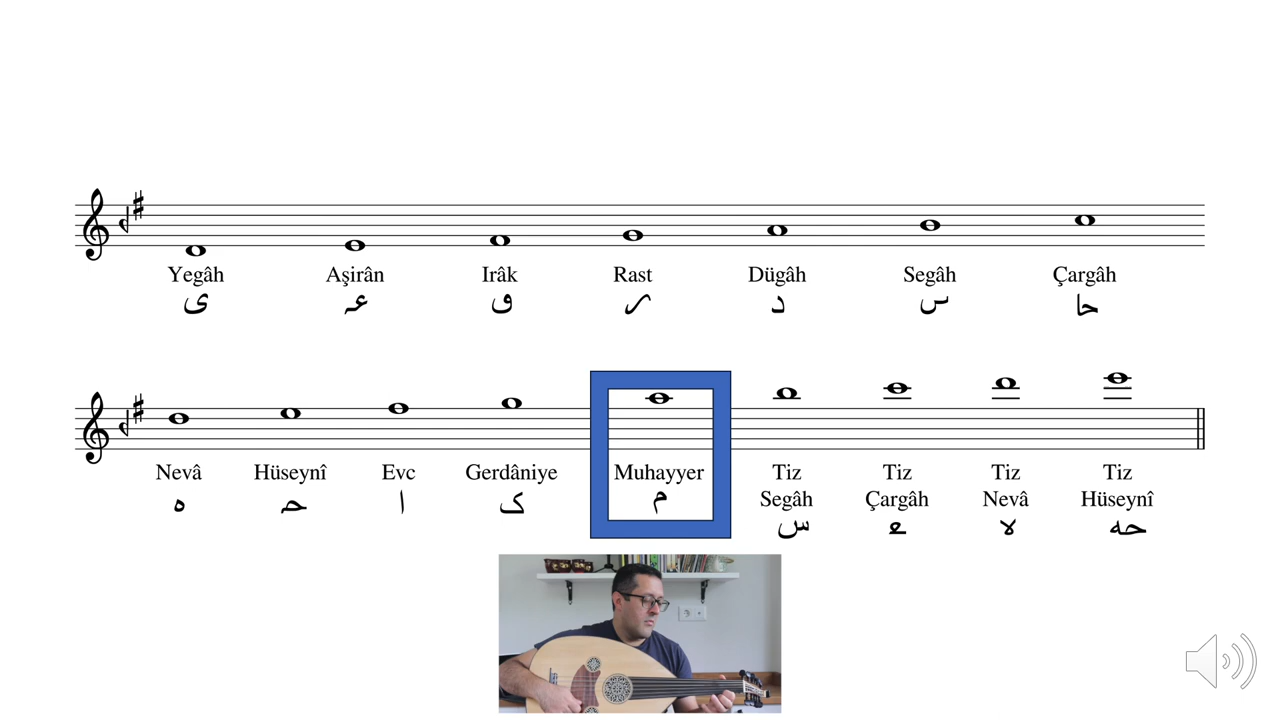 Yegâh Aşirân Irâk Rast Dügâh Segâh Çargâh
ی عہ ق ر د س حا
Nevâ Hüseynî Evc Gerdâniye Muhayyer Tiz Tiz Tiz Tiz
Segâh Çargâh Nevâ Hüseynî
ه حـ ا ک م
س عـ لا حه